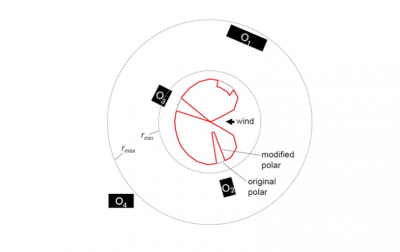 O1
O3
wind
rmin
rmax
modified
polar
O2
original
polar
O4